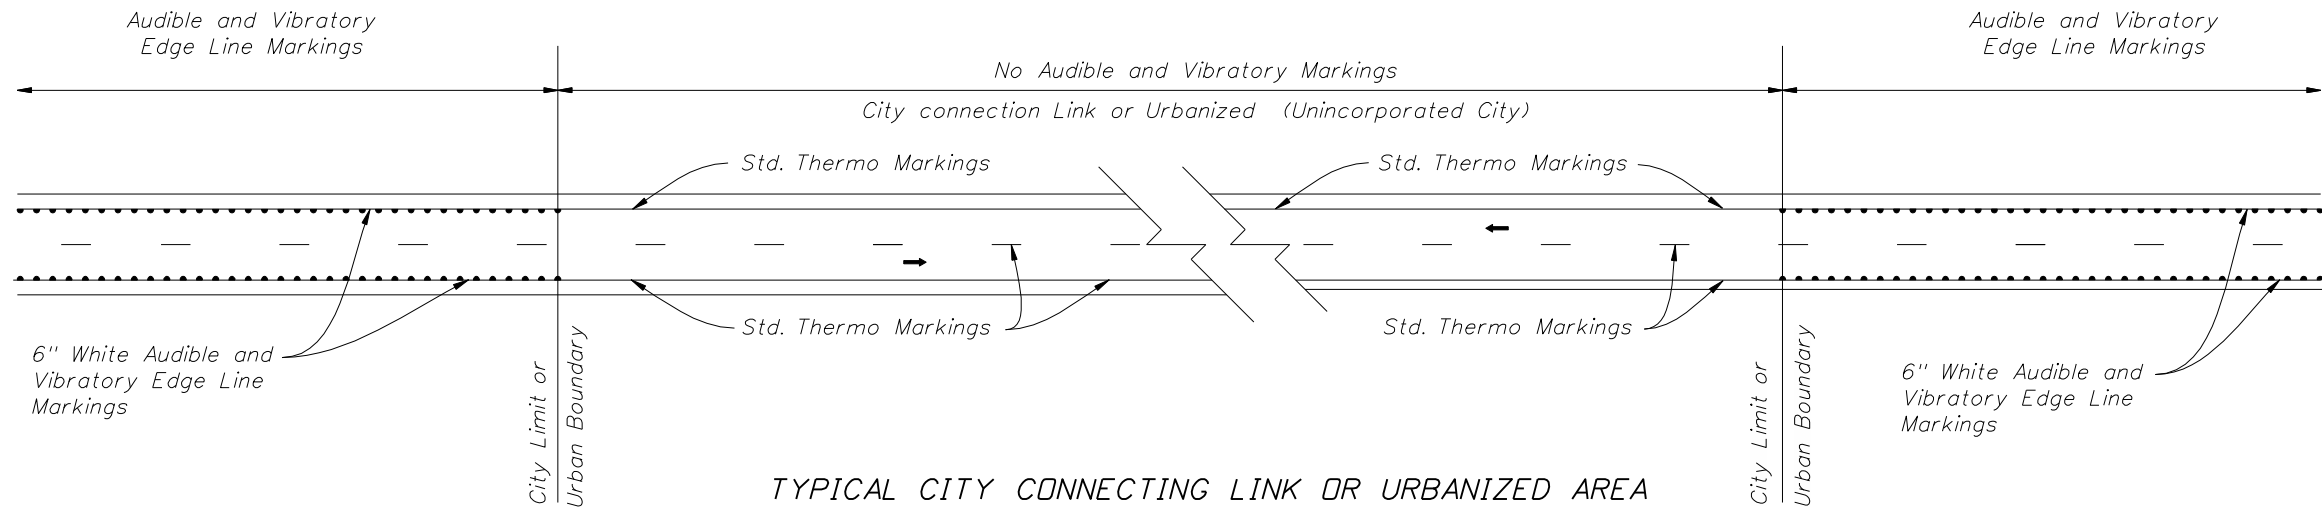 Audible and Vibratory
Edge Line Markings
No Audible and Vibratory Markings
City connection Link or Urbanized (Unincorporated City)
Audible and Vibratory
Edge Line Markings
Std. Thermo Markings
Std. Thermo Markings
Std. Thermo Markings
Std. Thermo Markings
6" White Audible and
Vibratory Edge Line
Markings
City Limit or
Urban Boundary
City Limit or
Urban Boundary
6" White Audible and
Vibratory Edge Line
Markings
TYPICAL CITY CONNECTING LINK OR URBANIZED AREA